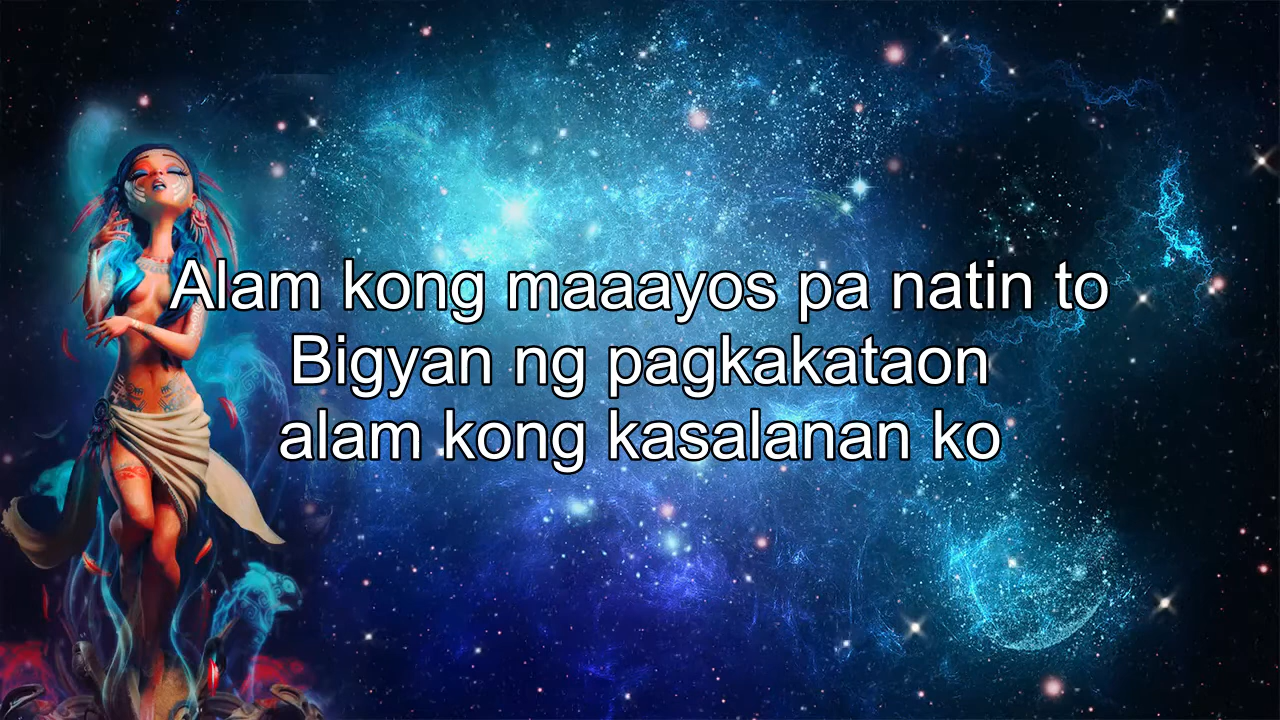 Alam kong maaayos pa natin to
Bigyan ng pagkakataon
alam kong kasalanan ko